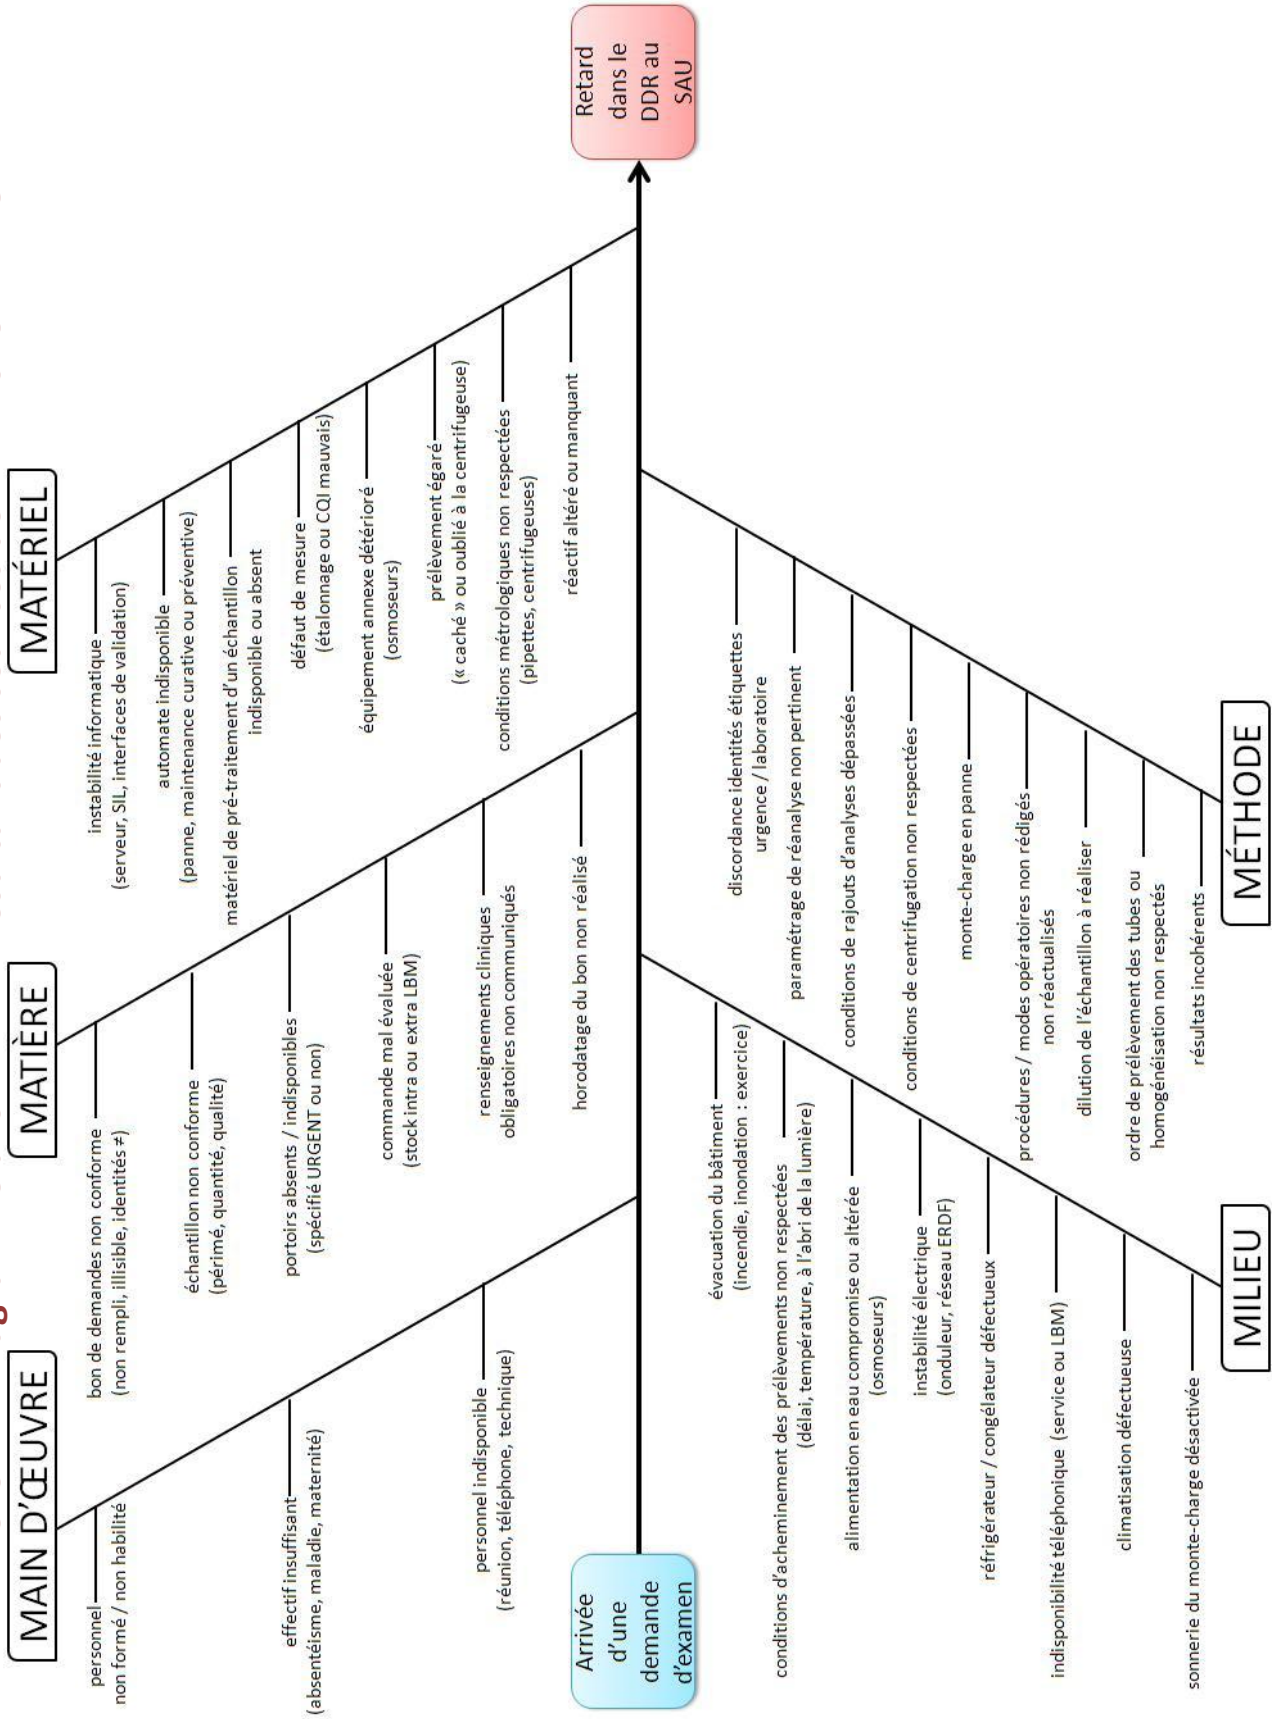 MAIN D'ŒUVRE
personnel
non formé / non habilité
effectif insuffisant
(absentéisme, maladie, maternité)
personnel indisponible
(réunion, téléphone, technique)
MATIÈRE
bon de demandes non conforme
(non rempli, illisible, identités ≠)
échantillon non conforme
(périmé, quantité, qualité)
portoirs absents / indisponibles
(spécifié URGENT ou non)
commande mal évaluée
(stock intra ou extra LBM)
renseignements cliniques
obligatoires non communiqués
horodatage du bon non réalisé
MATÉRIEL
instabilité informatique
(serveur, SIL, interfaces de validation)
automate indisponible
(panne, maintenance curative ou préventive)
matériel de pré-traitement d'un échantillon
indisponible ou absent
défaut de mesure
(étalonnage ou CQI mauvais)
équipement annexe détérioré
(osmoseurs)
prélèvement égaré
(« caché » ou oublié à la centrifugeuse)
conditions métrologiques non respectées
(pipettes, centrifugeuses)
réactif altéré ou manquant
Arrivée
d'une
demande
d'examen
Retard
dans le
DDR au
SAU
évacuation du bâtiment
(incendie, inondation : exercice)
conditions d'acheminement des prélèvements non respectées
(délai, température, à l'abri de la lumière)
alimentation en eau compromise ou altérée
(osmoseurs)
instabilité électrique
(onduleur, réseau ERDF)
réfrigérateur / congélateur défectueux
indisponibilité téléphonique (service ou LBM)
climatisation défectueuse
sonnerie du monte-charge désactivée
MILIEU
discordance identités étiquettes
urgence / laboratoire
paramétrage de réanalyse non pertinent
conditions de rajouts d'analyses dépassées
conditions de centrifugation non respectées
monte-charge en panne
procédures / modes opératoires non rédigés
non réactualisés
dilution de l'échantillon à réaliser
ordre de prélèvement des tubes ou
homogénéisation non respectés
résultats incohérents
MÉTHODE